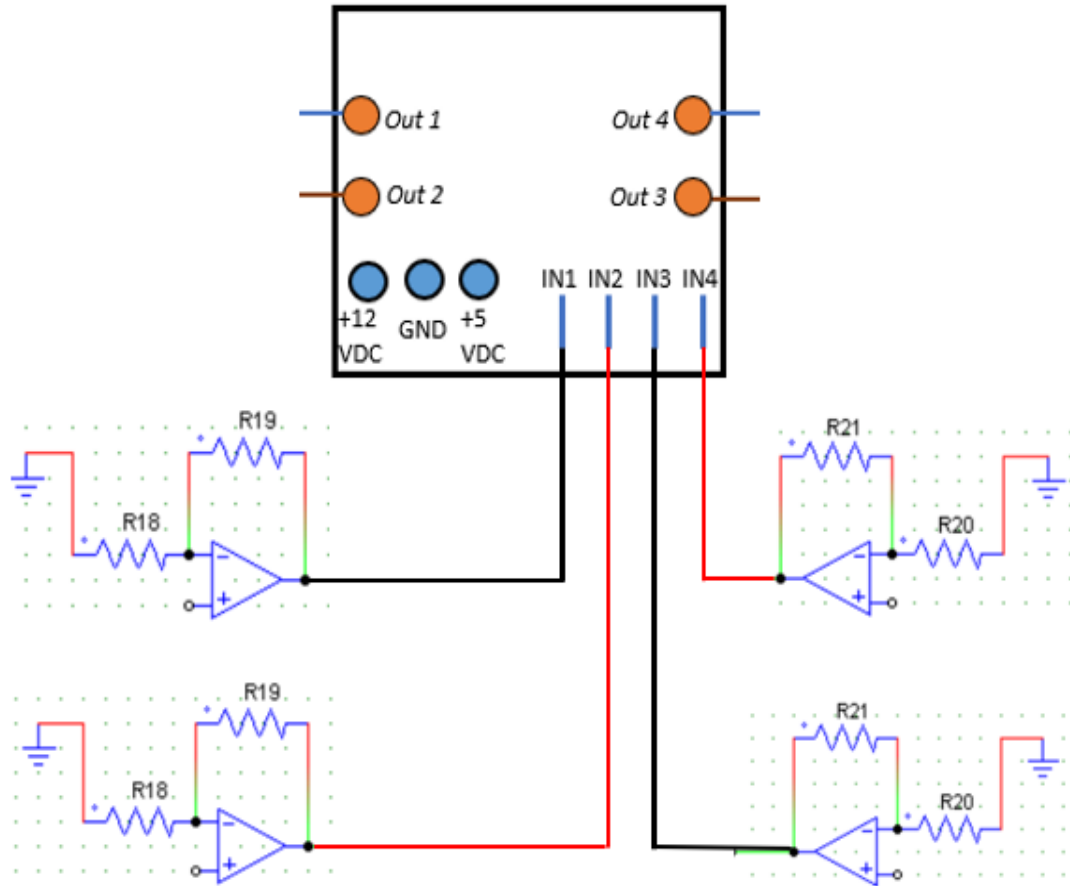 Out 1
Out 4
Out 2
Out 3
IN1 IN2 IN3 IN4
+12 GND +5
VDC VDC
R19
R21
R18
R20
−
+
−
+
R19
R21
R18
R20
−
+
−
+